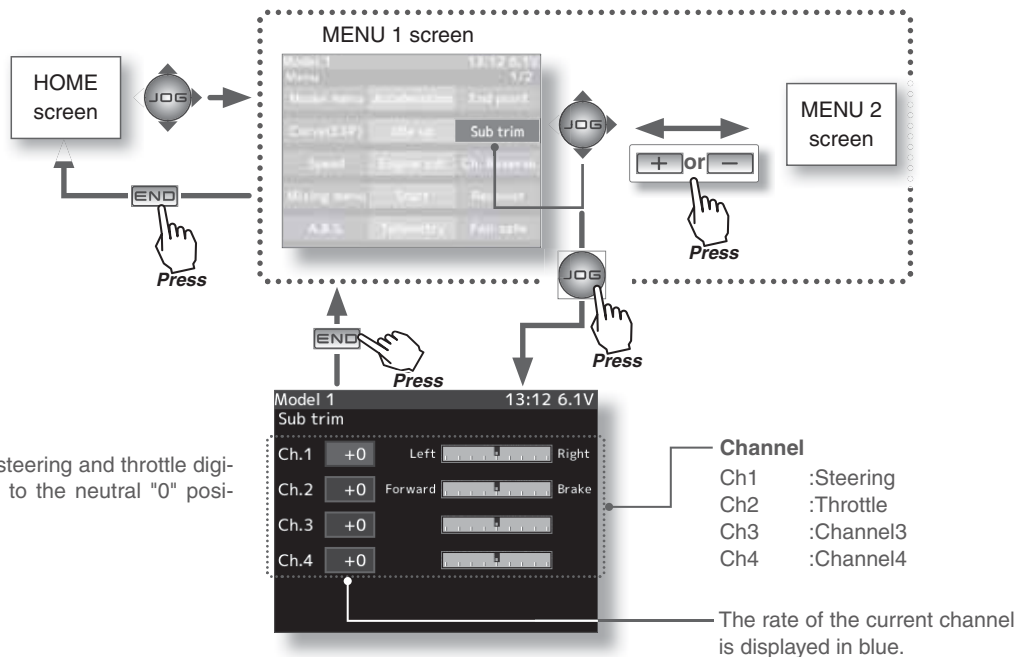 MENU 1 screen
HOME
screen
JOG
Model 1 13:12 6.1V
Menu 1/2
Model menu Acceleration End point
Curve(EXP) Idle up Sub trim
Speed Engine cut Ch. Reverse
Mixing menu Start
A.B.S. Telemetry Fail safe
JOG
+ or −
Press
MENU 2
screen
END
Press
JOG
Press
END
Press
Model 1 13:12 6.1V
Sub trim
Ch.1 +0 Left Right
Ch.2 +0 Forward Brake
Ch.3 +0
Ch.4 +0
steering and throttle digi-
to the neutral "0" posi-
Channel
Ch1 :Steering
Ch2 :Throttle
Ch3 :Channel3
Ch4 :Channel4
The rate of the current channel
is displayed in blue.